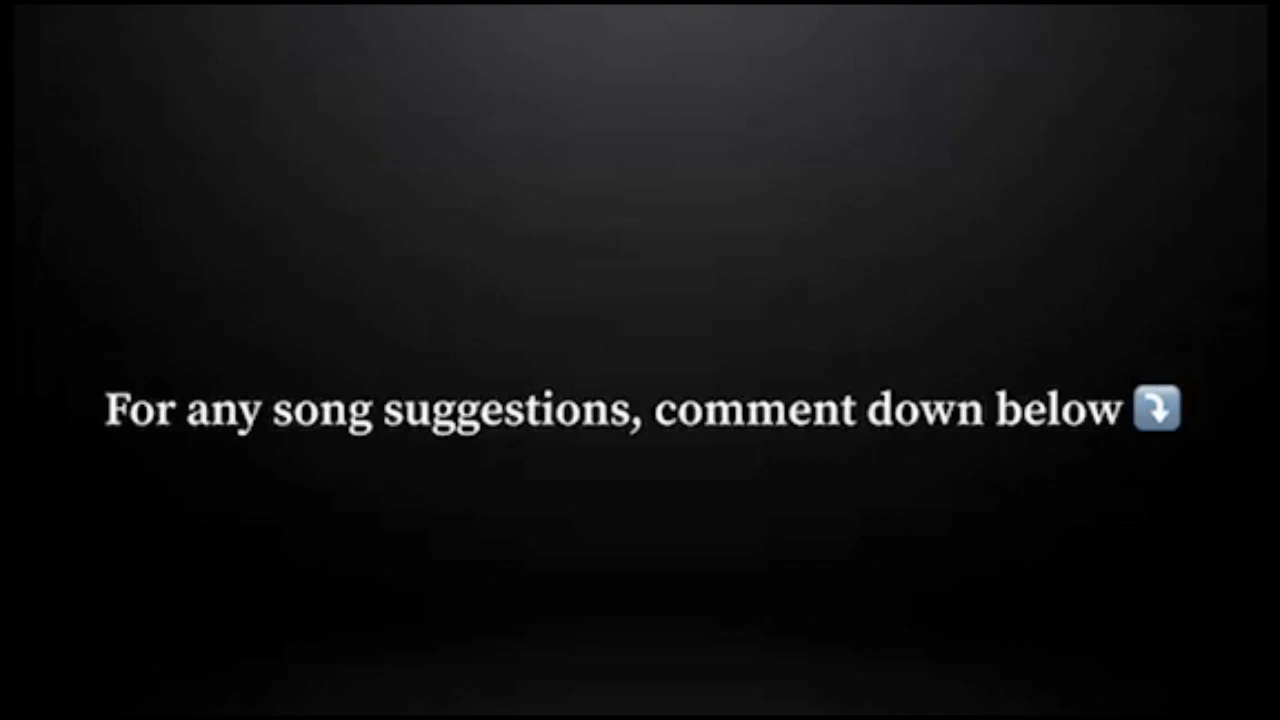 For any song suggestions, comment down below ⤵️